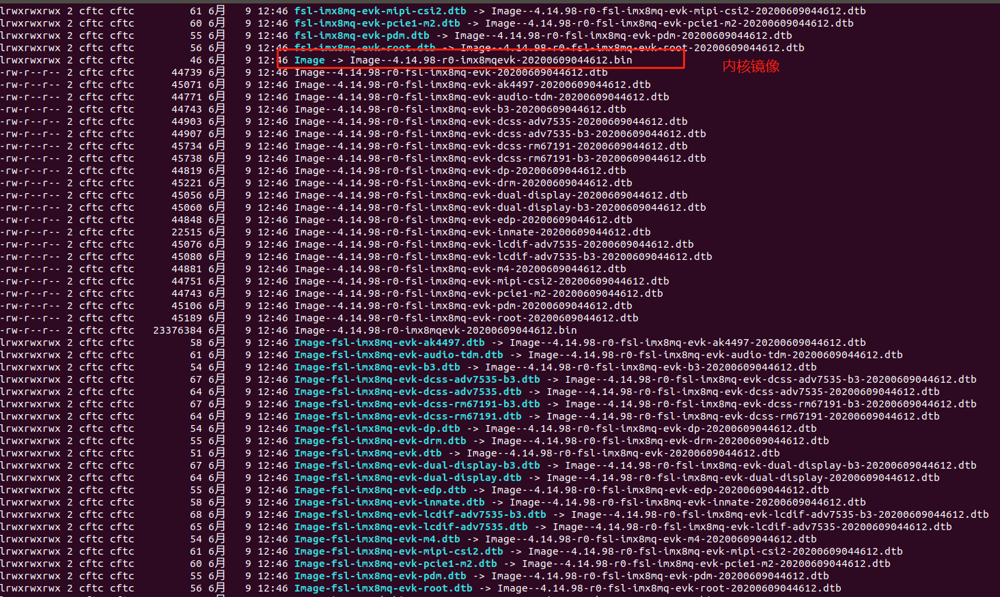 lrwxrwxrwx 2 cftc cftc 61 6月 9 12:46 fsl-imx8mq-evk-mipi-csi2.dtb -> Image--4.14.98-r0-fsl-imx8mq-evk-mipi-csi2-20200609044612.dtb
lrwxrwxrwx 2 cftc cftc 60 6月 9 12:46 fsl-imx8mq-evk-pcie1-m2.dtb -> Image--4.14.98-r0-fsl-imx8mq-evk-pcie1-m2-20200609044612.dtb
lrwxrwxrwx 2 cftc cftc 55 6月 9 12:46 fsl-imx8mq-evk-pdm.dtb -> Image--4.14.98-r0-fsl-imx8mq-evk-pdm-20200609044612.dtb
lrwxrwxrwx 2 cftc cftc 56 6月 9 12:46 fsl-imx8mq-evk-root.dtb -> Image--4.14.98-r0-fsl-imx8mq-evk-root-20200609044612.dtb
lrwxrwxrwx 2 cftc cftc 46 6月 9 12:46 Image -> Image--4.14.98-r0-imx8mqevk-20200609044612.bin 内核镜像
-rw-r--r-- 2 cftc cftc 44739 6月 9 12:46 Image--4.14.98-r0-fsl-imx8mq-evk-20200609044612.dtb
-rw-r--r-- 2 cftc cftc 45071 6月 9 12:46 Image--4.14.98-r0-fsl-imx8mq-evk-ak4497-20200609044612.dtb
-rw-r--r-- 2 cftc cftc 44771 6月 9 12:46 Image--4.14.98-r0-fsl-imx8mq-evk-audio-tdm-20200609044612.dtb
-rw-r--r-- 2 cftc cftc 44743 6月 9 12:46 Image--4.14.98-r0-fsl-imx8mq-evk-b3-20200609044612.dtb
-rw-r--r-- 2 cftc cftc 44903 6月 9 12:46 Image--4.14.98-r0-fsl-imx8mq-evk-dcss-adv7535-20200609044612.dtb
-rw-r--r-- 2 cftc cftc 44907 6月 9 12:46 Image--4.14.98-r0-fsl-imx8mq-evk-dcss-adv7535-b3-20200609044612.dtb
-rw-r--r-- 2 cftc cftc 45734 6月 9 12:46 Image--4.14.98-r0-fsl-imx8mq-evk-dcss-rm67191-20200609044612.dtb
-rw-r--r-- 2 cftc cftc 45738 6月 9 12:46 Image--4.14.98-r0-fsl-imx8mq-evk-dcss-rm67191-b3-20200609044612.dtb
-rw-r--r-- 2 cftc cftc 44819 6月 9 12:46 Image--4.14.98-r0-fsl-imx8mq-evk-dp-20200609044612.dtb
-rw-r--r-- 2 cftc cftc 45221 6月 9 12:46 Image--4.14.98-r0-fsl-imx8mq-evk-drm-20200609044612.dtb
-rw-r--r-- 2 cftc cftc 45056 6月 9 12:46 Image--4.14.98-r0-fsl-imx8mq-evk-dual-display-20200609044612.dtb
-rw-r--r-- 2 cftc cftc 45060 6月 9 12:46 Image--4.14.98-r0-fsl-imx8mq-evk-dual-display-b3-20200609044612.dtb
-rw-r--r-- 2 cftc cftc 44848 6月 9 12:46 Image--4.14.98-r0-fsl-imx8mq-evk-edp-20200609044612.dtb
-rw-r--r-- 2 cftc cftc 22515 6月 9 12:46 Image--4.14.98-r0-fsl-imx8mq-evk-inmate-20200609044612.dtb
-rw-r--r-- 2 cftc cftc 45076 6月 9 12:46 Image--4.14.98-r0-fsl-imx8mq-evk-lcdif-adv7535-20200609044612.dtb
-rw-r--r-- 2 cftc cftc 45080 6月 9 12:46 Image--4.14.98-r0-fsl-imx8mq-evk-lcdif-adv7535-b3-20200609044612.dtb
-rw-r--r-- 2 cftc cftc 44881 6月 9 12:46 Image--4.14.98-r0-fsl-imx8mq-evk-m4-20200609044612.dtb
-rw-r--r-- 2 cftc cftc 44751 6月 9 12:46 Image--4.14.98-r0-fsl-imx8mq-evk-mipi-csi2-20200609044612.dtb
-rw-r--r-- 2 cftc cftc 44743 6月 9 12:46 Image--4.14.98-r0-fsl-imx8mq-evk-pcie1-m2-20200609044612.dtb
-rw-r--r-- 2 cftc cftc 45106 6月 9 12:46 Image--4.14.98-r0-fsl-imx8mq-evk-pdm-20200609044612.dtb
-rw-r--r-- 2 cftc cftc 45189 6月 9 12:46 Image--4.14.98-r0-fsl-imx8mq-evk-root-20200609044612.dtb
-rw-r--r-- 2 cftc cftc 23376384 6月 9 12:46 Image--4.14.98-r0-imx8mqevk-20200609044612.bin
lrwxrwxrwx 2 cftc cftc 58 6月 9 12:46 Image-fsl-imx8mq-evk-ak4497.dtb -> Image--4.14.98-r0-fsl-imx8mq-evk-ak4497-20200609044612.dtb
lrwxrwxrwx 2 cftc cftc 61 6月 9 12:46 Image-fsl-imx8mq-evk-audio-tdm.dtb -> Image--4.14.98-r0-fsl-imx8mq-evk-audio-tdm-20200609044612.dtb
lrwxrwxrwx 2 cftc cftc 54 6月 9 12:46 Image-fsl-imx8mq-evk-b3.dtb -> Image--4.14.98-r0-fsl-imx8mq-evk-b3-20200609044612.dtb
lrwxrwxrwx 2 cftc cftc 67 6月 9 12:46 Image-fsl-imx8mq-evk-dcss-adv7535-b3.dtb -> Image--4.14.98-r0-fsl-imx8mq-evk-dcss-adv7535-b3-20200609044612.dtb
lrwxrwxrwx 2 cftc cftc 64 6月 9 12:46 Image-fsl-imx8mq-evk-dcss-adv7535.dtb -> Image--4.14.98-r0-fsl-imx8mq-evk-dcss-adv7535-20200609044612.dtb
lrwxrwxrwx 2 cftc cftc 67 6月 9 12:46 Image-fsl-imx8mq-evk-dcss-rm67191-b3.dtb -> Image--4.14.98-r0-fsl-imx8mq-evk-dcss-rm67191-b3-20200609044612.dtb
lrwxrwxrwx 2 cftc cftc 64 6月 9 12:46 Image-fsl-imx8mq-evk-dcss-rm67191.dtb -> Image--4.14.98-r0-fsl-imx8mq-evk-dcss-rm67191-20200609044612.dtb
lrwxrwxrwx 2 cftc cftc 54 6月 9 12:46 Image-fsl-imx8mq-evk-dp.dtb -> Image--4.14.98-r0-fsl-imx8mq-evk-dp-20200609044612.dtb
lrwxrwxrwx 2 cftc cftc 55 6月 9 12:46 Image-fsl-imx8mq-evk-drm.dtb -> Image--4.14.98-r0-fsl-imx8mq-evk-drm-20200609044612.dtb
lrwxrwxrwx 2 cftc cftc 51 6月 9 12:46 Image-fsl-imx8mq-evk.dtb -> Image--4.14.98-r0-fsl-imx8mq-evk-20200609044612.dtb
lrwxrwxrwx 2 cftc cftc 67 6月 9 12:46 Image-fsl-imx8mq-evk-dual-display-b3.dtb -> Image--4.14.98-r0-fsl-imx8mq-evk-dual-display-b3-20200609044612.dtb
lrwxrwxrwx 2 cftc cftc 64 6月 9 12:46 Image-fsl-imx8mq-evk-dual-display.dtb -> Image--4.14.98-r0-fsl-imx8mq-evk-dual-display-20200609044612.dtb
lrwxrwxrwx 2 cftc cftc 55 6月 9 12:46 Image-fsl-imx8mq-evk-edp.dtb -> Image--4.14.98-r0-fsl-imx8mq-evk-edp-20200609044612.dtb
lrwxrwxrwx 2 cftc cftc 58 6月 9 12:46 Image-fsl-imx8mq-evk-inmate.dtb -> Image--4.14.98-r0-fsl-imx8mq-evk-inmate-20200609044612.dtb
lrwxrwxrwx 2 cftc cftc 68 6月 9 12:46 Image-fsl-imx8mq-evk-lcdif-adv7535-b3.dtb -> Image--4.14.98-r0-fsl-imx8mq-evk-lcdif-adv7535-b3-20200609044612.dtb
lrwxrwxrwx 2 cftc cftc 65 6月 9 12:46 Image-fsl-imx8mq-evk-lcdif-adv7535.dtb -> Image--4.14.98-r0-fsl-imx8mq-evk-lcdif-adv7535-20200609044612.dtb
lrwxrwxrwx 2 cftc cftc 54 6月 9 12:46 Image-fsl-imx8mq-evk-m4.dtb -> Image--4.14.98-r0-fsl-imx8mq-evk-m4-20200609044612.dtb
lrwxrwxrwx 2 cftc cftc 61 6月 9 12:46 Image-fsl-imx8mq-evk-mipi-csi2.dtb -> Image--4.14.98-r0-fsl-imx8mq-evk-mipi-csi2-20200609044612.dtb
lrwxrwxrwx 2 cftc cftc 60 6月 9 12:46 Image-fsl-imx8mq-evk-pcie1-m2.dtb -> Image--4.14.98-r0-fsl-imx8mq-evk-pcie1-m2-20200609044612.dtb
lrwxrwxrwx 2 cftc cftc 55 6月 9 12:46 Image-fsl-imx8mq-evk-pdm.dtb -> Image--4.14.98-r0-fsl-imx8mq-evk-pdm-20200609044612.dtb
lrwxrwxrwx 2 cftc cftc 56 6月 9 12:46 Image-fsl-imx8mq-evk-root.dtb -> Image--4.14.98-r0-fsl-imx8mq-evk-root-20200609044612.dtb